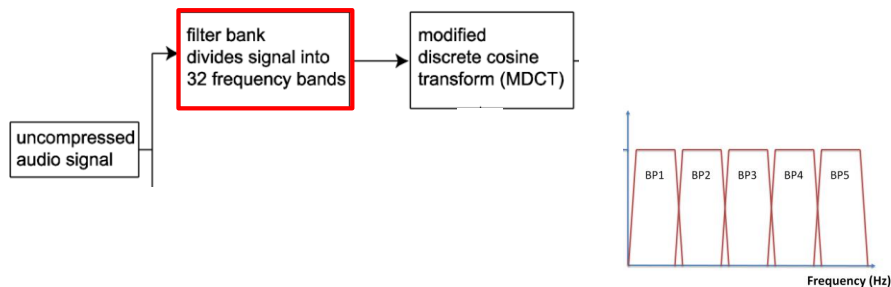 filter bank
divides signal into
32 frequency bands
modified
discrete cosine
transform (MDCT)
uncompressed
audio signal
BP1
BP2
BP3
BP4
BP5
Frequency (Hz)